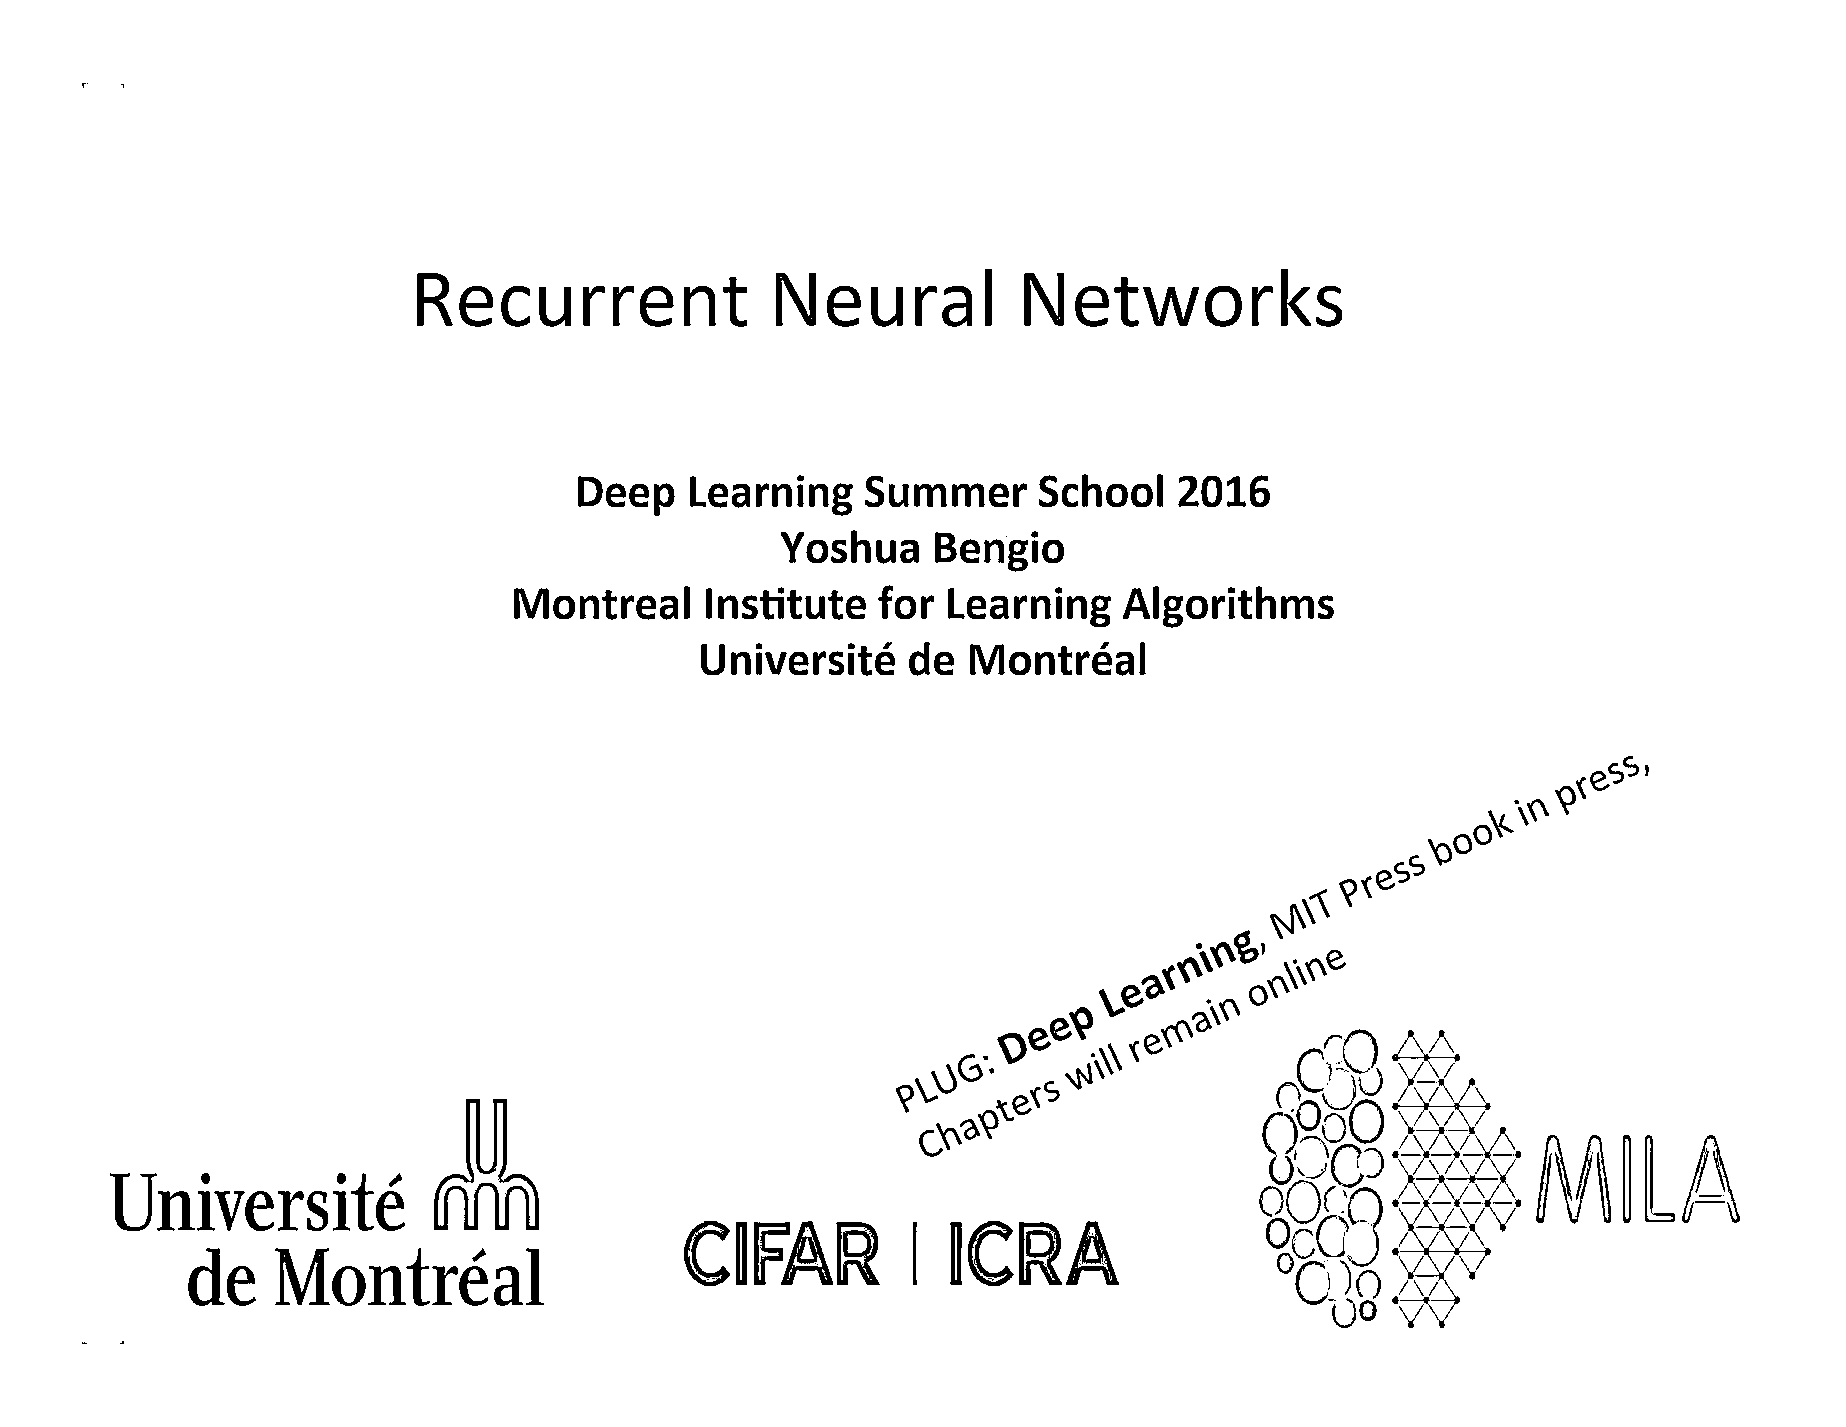 Recurrent Neural Networks
Deep Learning Summer School 2016
Yoshua Bengio
Montreal Institute for Learning Algorithms
Université de Montréal
PLUG: Deep Learning, MIT Press book in press,
Chapters will remain online
Université
de Montréal
CIFAR | ICRA
MILA